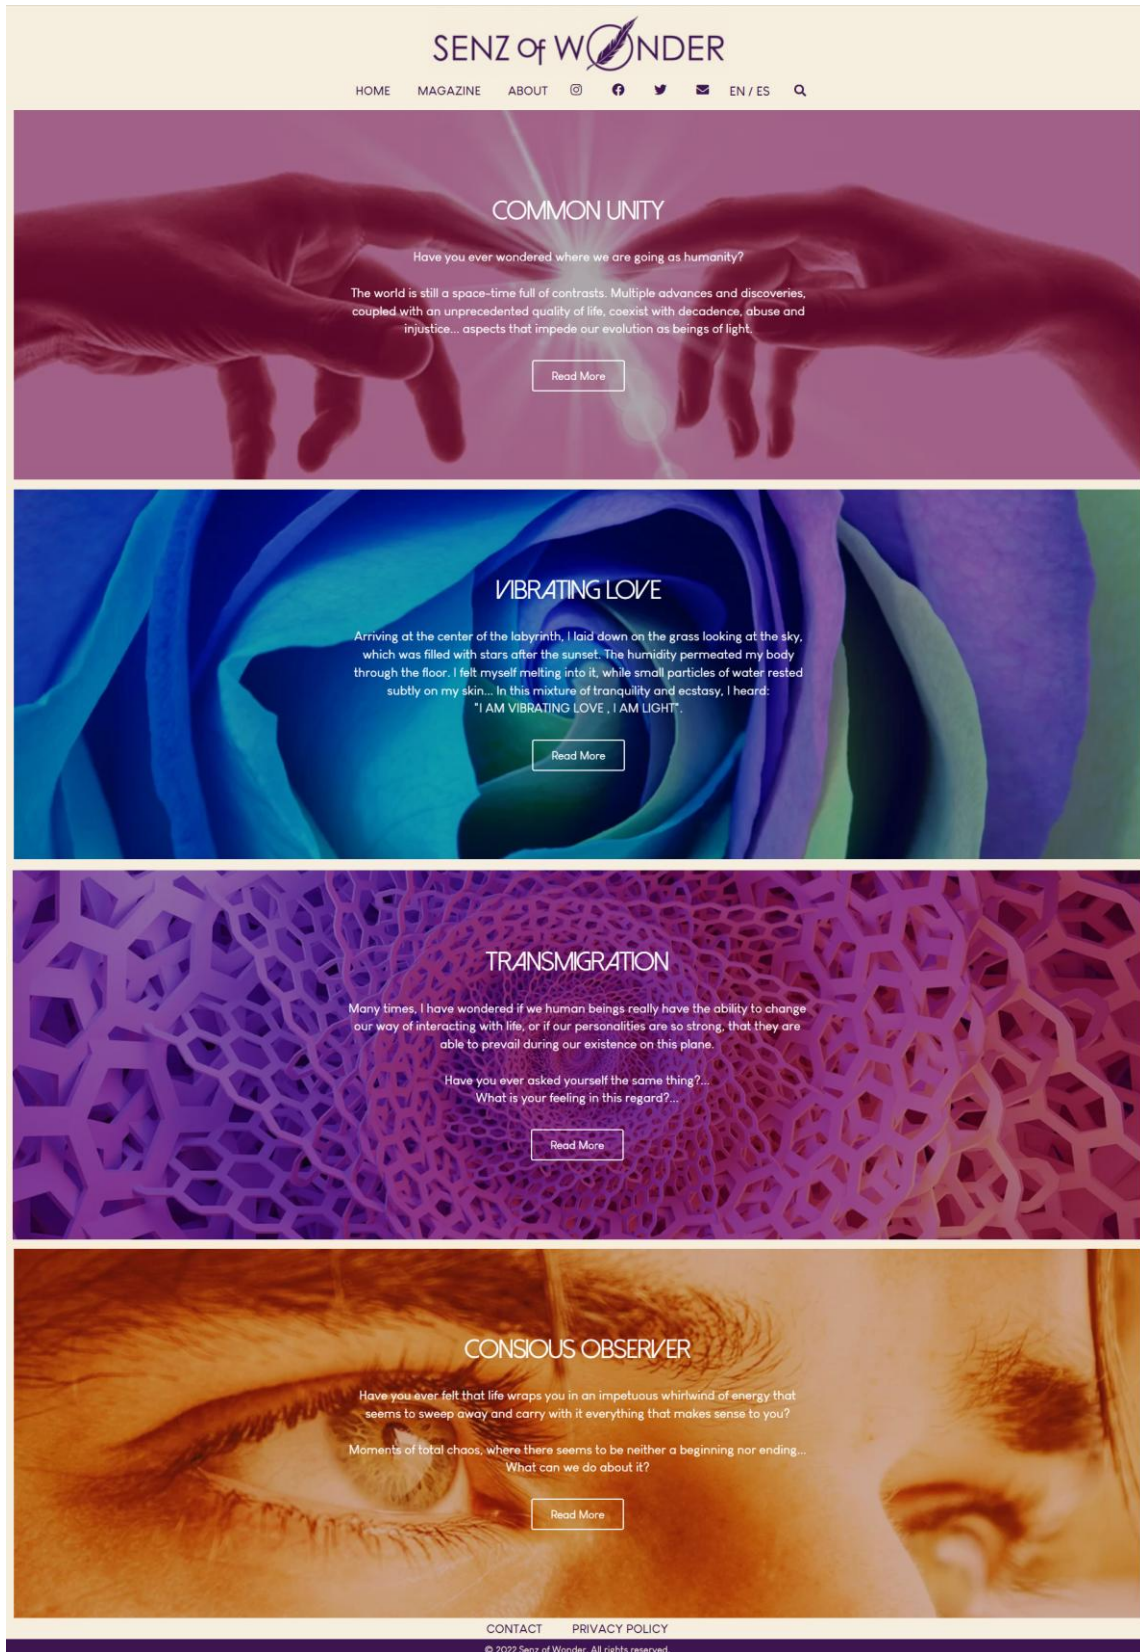 SENZ of WONDER
HOME MAGAZINE ABOUT EN / ES
COMMON UNITY
Have you ever wondered where we are going as humanity?
The world is still a space-time full of contrasts. Multiple advances and discoveries,
coupled with an unprecedented quality of life, coexist with decadence, abuse and
injustice... aspects that impede our evolution as beings of light.
Read More
VIBRATING LOVE
Arriving at the center of the labyrinth, I laid down on the grass looking at the sky,
which was filled with stars after the sunset. The humidity permeated my body
through the floor. I felt myself melting into it, while small particles of water rested
subtly on my skin... In this mixture of tranquility and ecstasy, I heard:
"I AM VIBRATING LOVE , I AM LIGHT".
Read More
TRANSMIGRATION
Many times, I have wondered if we human beings really have the ability to change
our way of interacting with life, or if our personalities are so strong, that they are
able to prevail during our existence on this plane.
Have you ever asked yourself the same thing?...
What is your feeling in this regard?...
Read More
CONSIOUS OBSERVER
Have you ever felt that life wraps you in an impetuous whirlwind of energy that
seems to sweep away and carry with it everything that makes sense to you?
Moments of total chaos, where there seems to be neither a beginning nor ending...
What can we do about it?
Read More
CONTACT PRIVACY POLICY
© 2022 Senz of Wonder. All rights reserved.